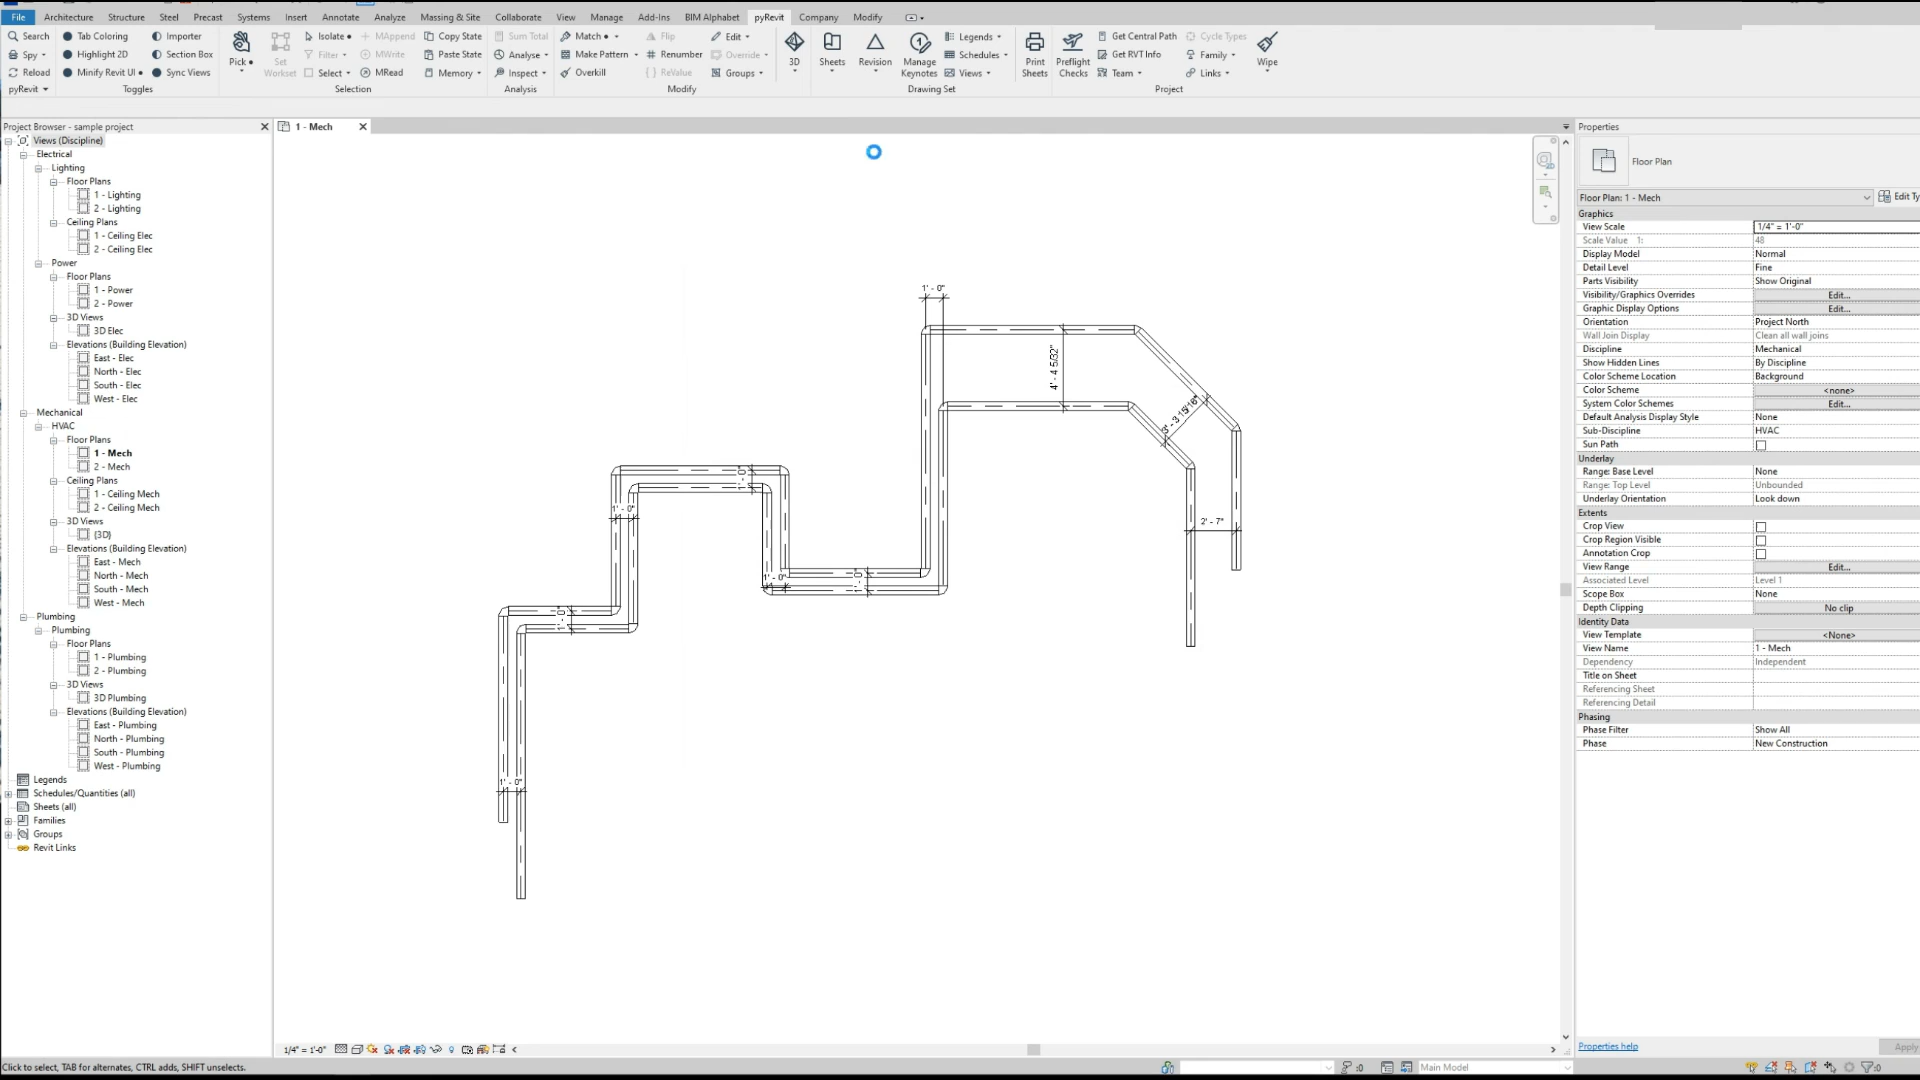 File Architecture Structure Steel Precast Systems Insert Annotate Analyze Massing & Site Collaborate View Manage Add-Ins BIM Alphabet pyRevit Company Modify
Search Tab Coloring Importer Isolate MAppend Copy State Sum Total Match Flip Edit Legends Get Central Path Cycle Types
Spy Highlight 2D Section Box Filter MWrite Paste State Analyse Make Pattern Renumber Override Schedules Get RVT Info Family
Reload Minify Revit UI Sync Views Select MRead Memory Inspect Overkill ReValue Groups Views Team Links
Pick Set Workset 3D Sheets Revision Manage Keynotes Print Sheets Preflight Checks Wipe
pyRevit Toggles Selection Analysis Modify Drawing Set Project
Project Browser - sample project
Views (Discipline)
Electrical
Lighting
Floor Plans
1 - Lighting
2 - Lighting
Ceiling Plans
1 - Ceiling Elec
2 - Ceiling Elec
Power
Floor Plans
1 - Power
2 - Power
3D Views
3D Elec
Elevations (Building Elevation)
East - Elec
North - Elec
South - Elec
West - Elec
Mechanical
HVAC
Floor Plans
1 - Mech
2 - Mech
Ceiling Plans
1 - Ceiling Mech
2 - Ceiling Mech
3D Views
{3D}
Elevations (Building Elevation)
East - Mech
North - Mech
South - Mech
West - Mech
Plumbing
Plumbing
Floor Plans
1 - Plumbing
2 - Plumbing
3D Views
3D Plumbing
Elevations (Building Elevation)
East - Plumbing
North - Plumbing
South - Plumbing
West - Plumbing
Legends
Schedules/Quantities (all)
Sheets (all)
Families
Groups
Revit Links
1 - Mech
1' - 0"
4' - 4 5/32"
3' - 3 15/16"
1' - 0"
1' - 0"
2' - 7"
1' - 0"
1' - 0"
1' - 0"
1' - 0"
1/4" = 1'-0"
Properties
Floor Plan
Floor Plan: 1 - Mech Edit Ty
Graphics
View Scale 1/4" = 1'-0"
Scale Value 1: 48
Display Model Normal
Detail Level Fine
Parts Visibility Show Original
Visibility/Graphics Overrides Edit...
Graphic Display Options Edit...
Orientation Project North
Wall Join Display Clean all wall joins
Discipline Mechanical
Show Hidden Lines By Discipline
Color Scheme Location Background
Color Scheme <none>
System Color Schemes Edit...
Default Analysis Display Style None
Sub-Discipline HVAC
Sun Path
Underlay
Range: Base Level None
Range: Top Level Unbounded
Underlay Orientation Look down
Extents
Crop View
Crop Region Visible
Annotation Crop
View Range Edit...
Associated Level Level 1
Scope Box None
Depth Clipping No clip
Identity Data
View Template <None>
View Name 1 - Mech
Dependency Independent
Title on Sheet
Referencing Sheet
Referencing Detail
Phasing
Phase Filter Show All
Phase New Construction
Properties help Apply
Click to select, TAB for alternates, CTRL adds, SHIFT unselects. :0 Main Model :0